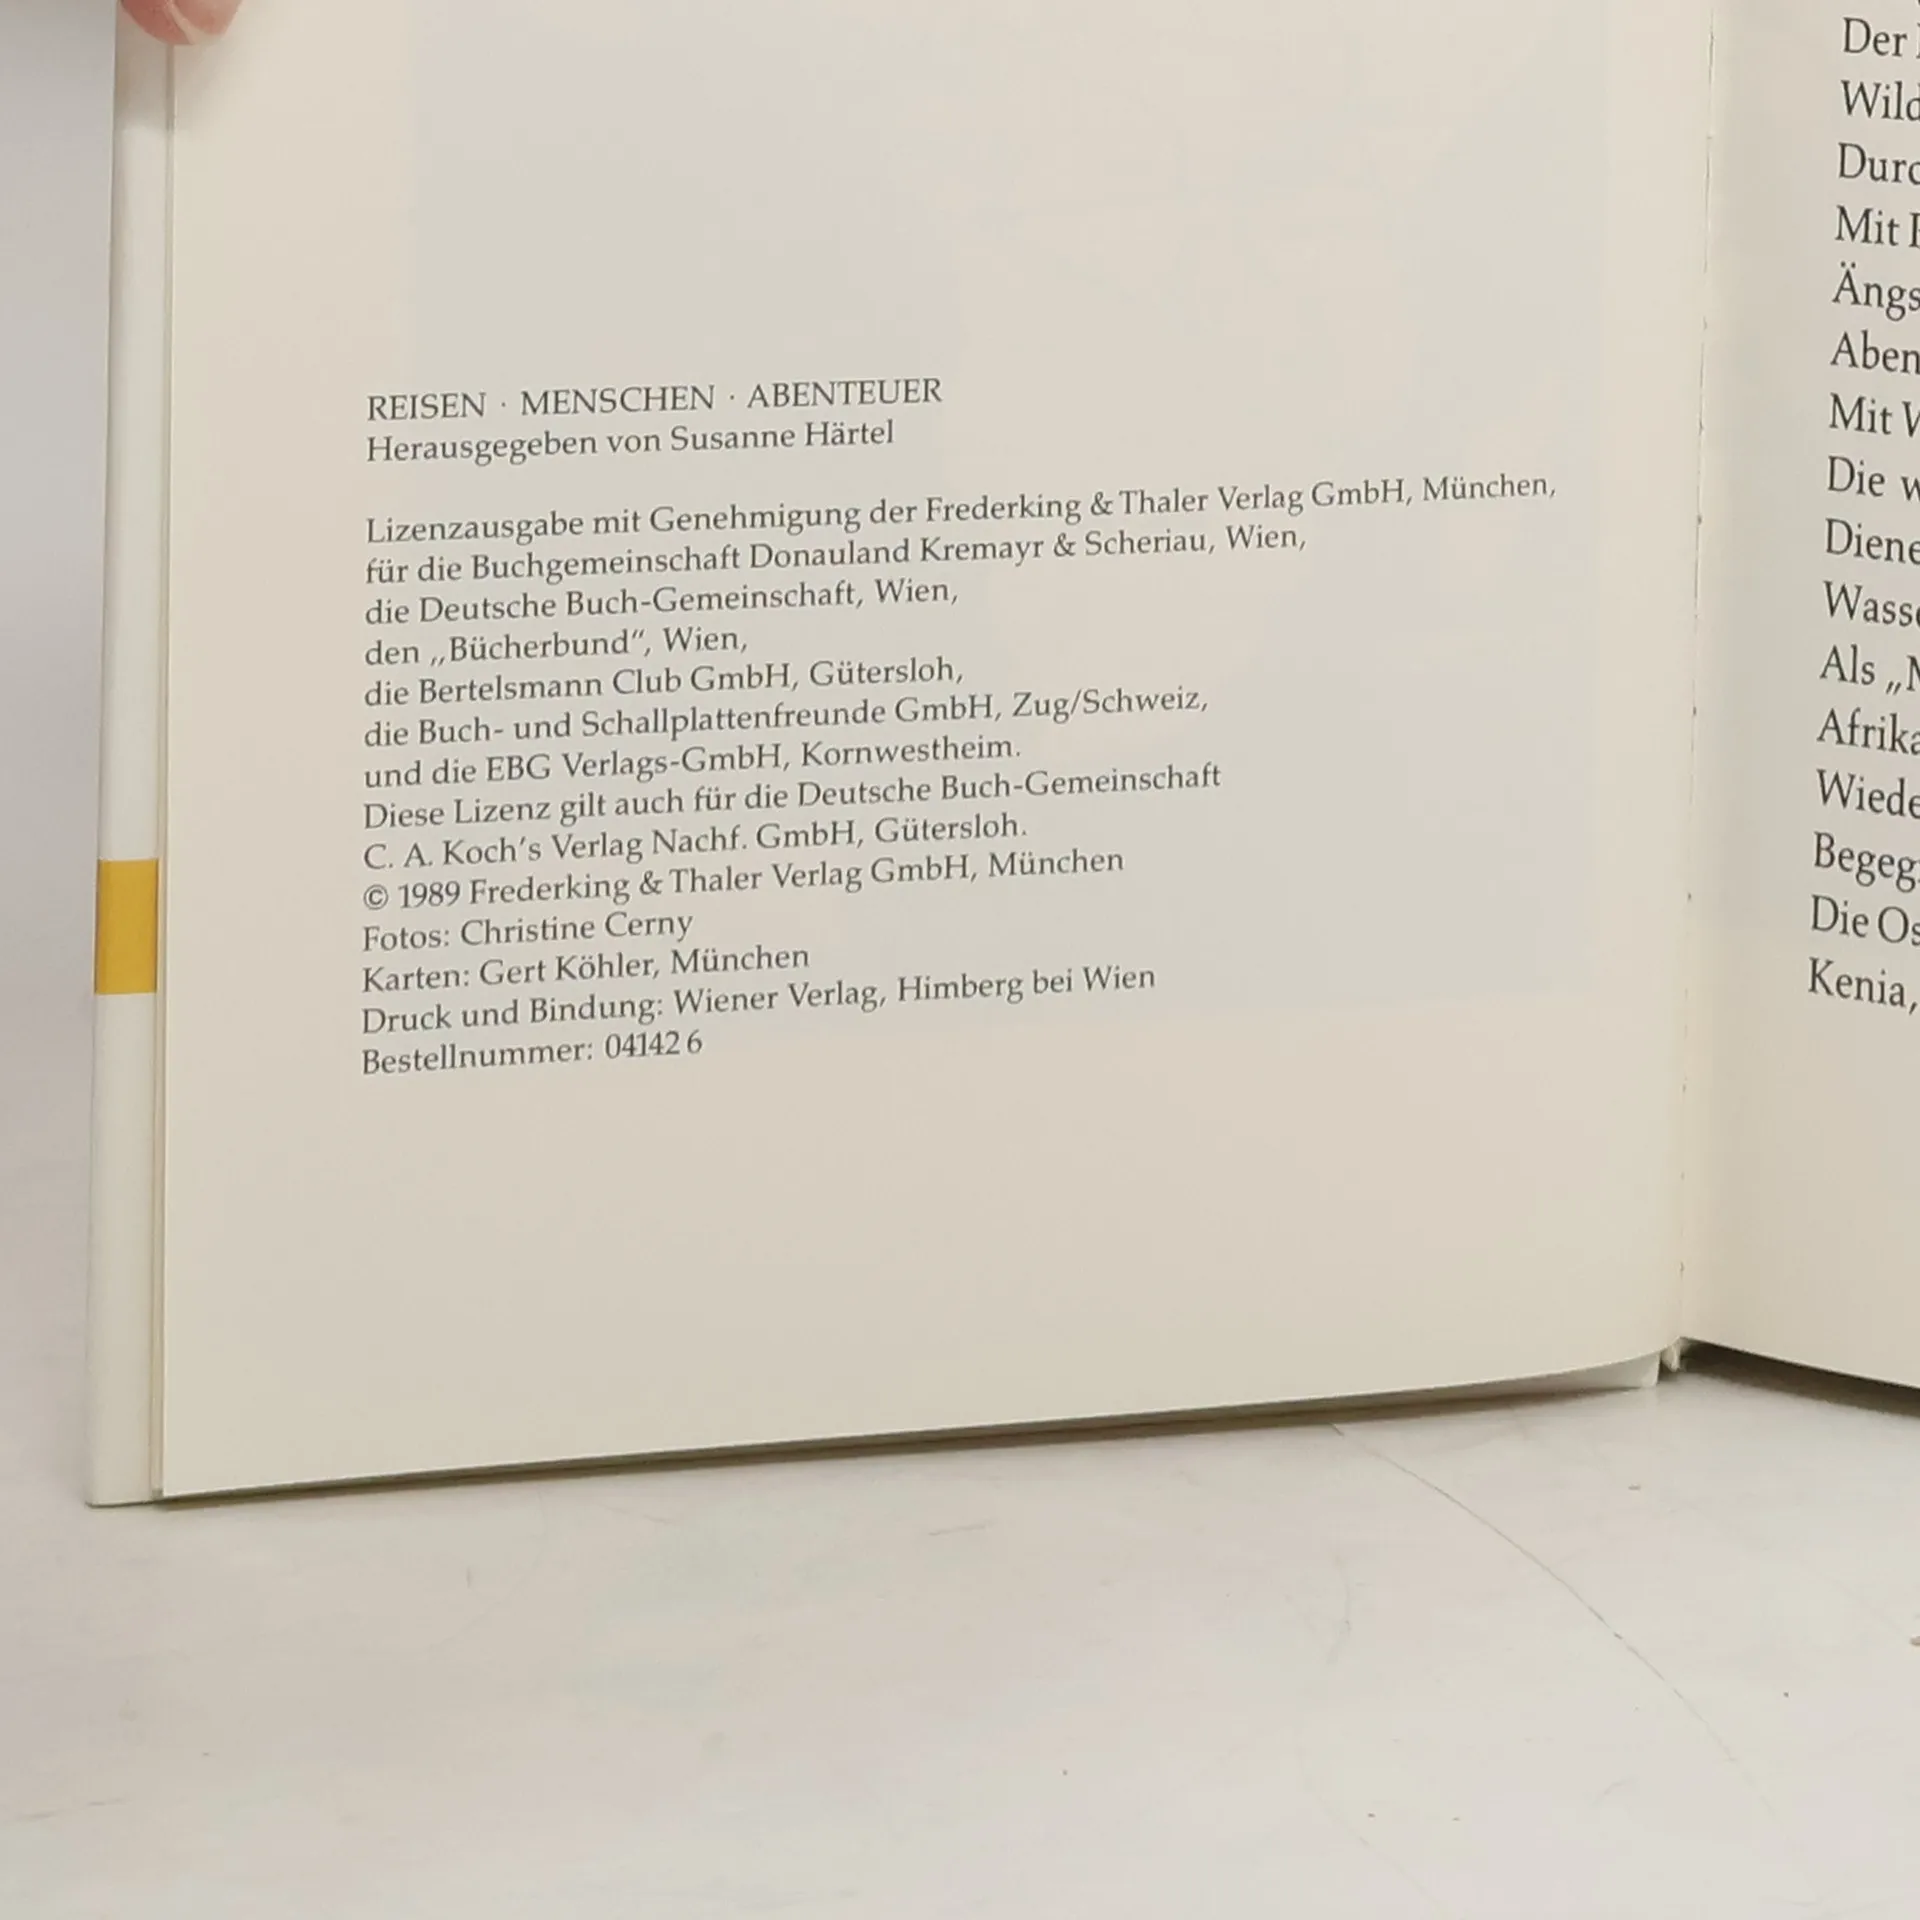 REISEN · MENSCHEN · ABENTEUER
Herausgegeben von Susanne Härtel
Lizenzausgabe mit Genehmigung der Frederking & Thaler Verlag GmbH, München,
für die Buchgemeinschaft Donauland Kremayr & Scheriau, Wien,
die Deutsche Buch-Gemeinschaft, Wien,
den „Bücherbund“, Wien,
die Bertelsmann Club GmbH, Gütersloh,
die Buch- und Schallplattenfreunde GmbH, Zug/Schweiz,
und die EBG Verlags-GmbH, Kornwestheim.
Diese Lizenz gilt auch für die Deutsche Buch-Gemeinschaft
C. A. Koch's Verlag Nachf. GmbH, Gütersloh.
© 1989 Frederking & Thaler Verlag GmbH, München
Fotos: Christine Cerny
Karten: Gert Köhler, München
Druck und Bindung: Wiener Verlag, Himberg bei Wien
Bestellnummer: 04142 6
Der
Mit
Die
Als
Die
Kenia,